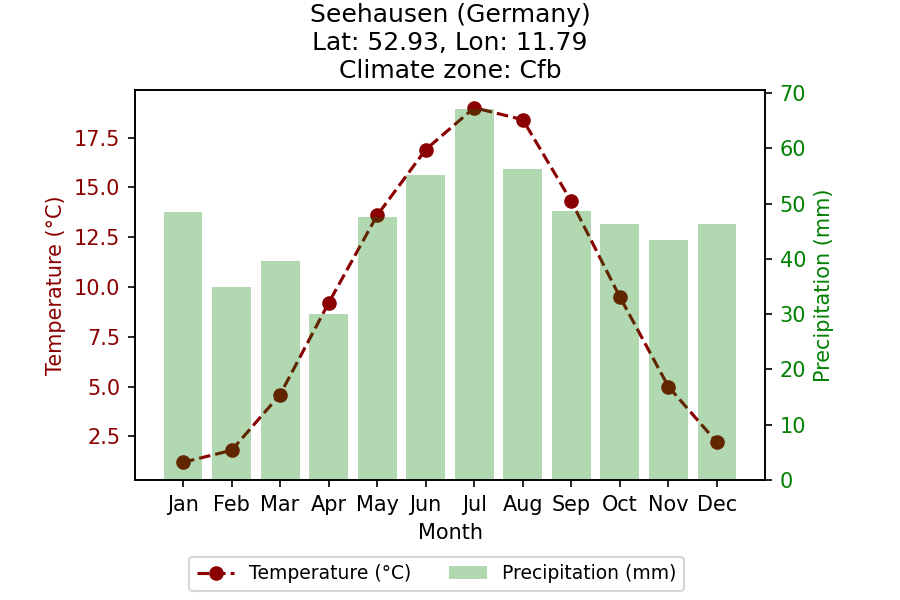 Seehausen (Germany)
Lat: 52.93, Lon: 11.79
Climate zone: Cfb
Temperature (°C)
17.5
15.0
12.5
10.0
7.5
5.0
2.5
70
60
50
40
30
20
10
0
Precipitation (mm)
Jan Feb Mar Apr May Jun Jul Aug Sep Oct Nov Dec
Month
Temperature (°C) Precipitation (mm)